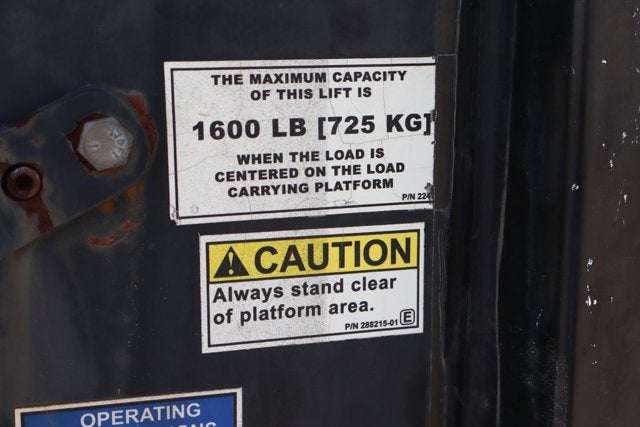 THE MAXIMUM CAPACITY
OF THIS LIFT IS
1600 LB [725 KG]
WHEN THE LOAD IS
CENTERED ON THE LOAD
CARRYING PLATFORM
P/N 224
CAUTION
Always stand clear
of platform area.
P/N 288215-01 E
OPERATING